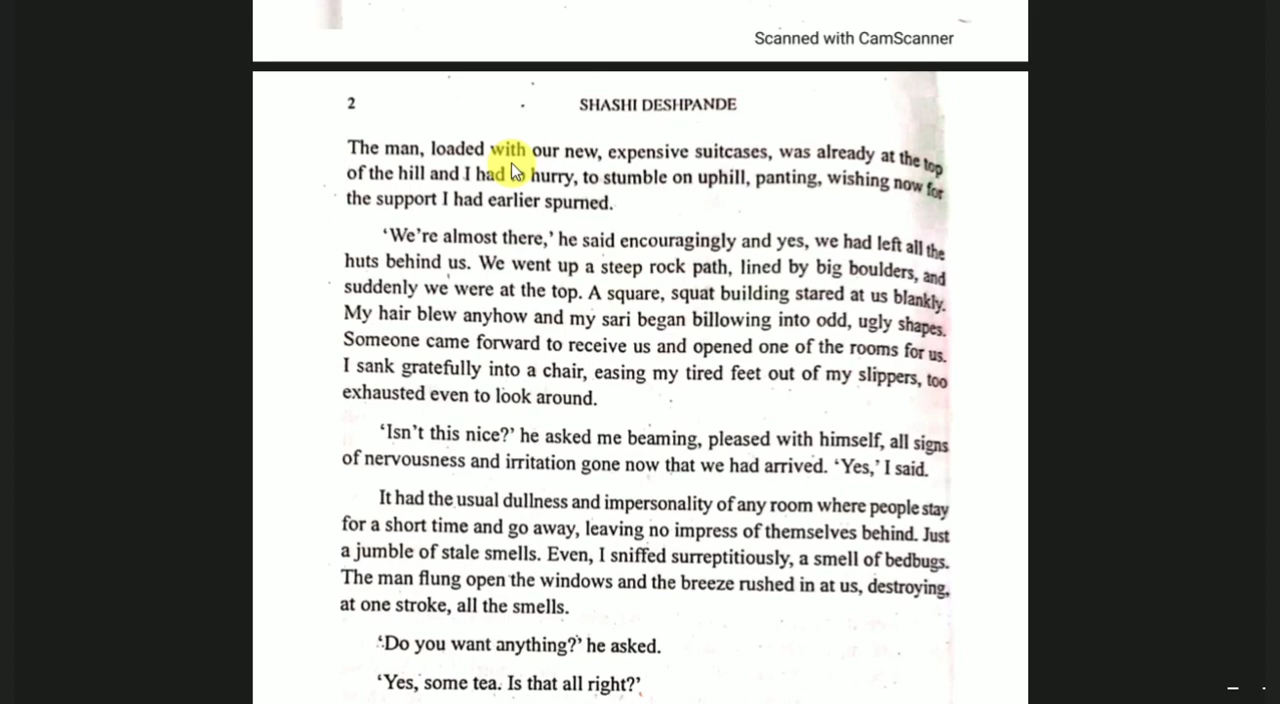 Scanned with CamScanner
2 SHASHI DESHPANDE
The man, loaded with our new, expensive suitcases, was already at the top
of the hill and I had to hurry, to stumble on uphill, panting, wishing now for
the support I had earlier spurned.
‘We’re almost there,’ he said encouragingly and yes, we had left all the
huts behind us. We went up a steep rock path, lined by big boulders, and
suddenly we were at the top. A square, squat building stared at us blankly.
My hair blew anyhow and my sari began billowing into odd, ugly shapes.
Someone came forward to receive us and opened one of the rooms for us.
I sank gratefully into a chair, easing my tired feet out of my slippers, too
exhausted even to look around.
‘Isn’t this nice?’ he asked me beaming, pleased with himself, all signs
of nervousness and irritation gone now that we had arrived. ‘Yes,’ I said.
It had the usual dullness and impersonality of any room where people stay
for a short time and go away, leaving no impress of themselves behind. Just
a jumble of stale smells. Even, I sniffed surreptitiously, a smell of bedbugs.
The man flung open the windows and the breeze rushed in at us, destroying,
at one stroke, all the smells.
‘Do you want anything?’ he asked.
‘Yes, some tea. Is that all right?’